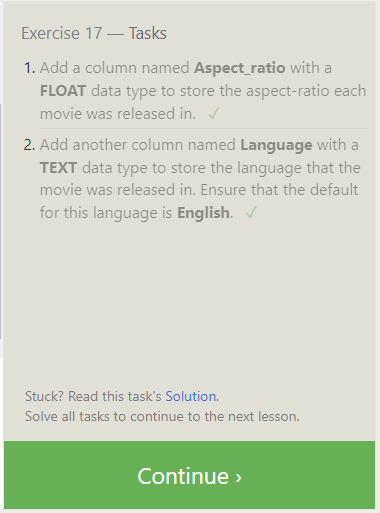 Exercise 17 — Tasks
1. Add a column named Aspect_ratio with a
FLOAT data type to store the aspect-ratio each
movie was released in. ✓
2. Add another column named Language with a
TEXT data type to store the language that the
movie was released in. Ensure that the default
for this language is English. ✓
Stuck? Read this task's Solution.
Solve all tasks to continue to the next lesson.
Continue ›